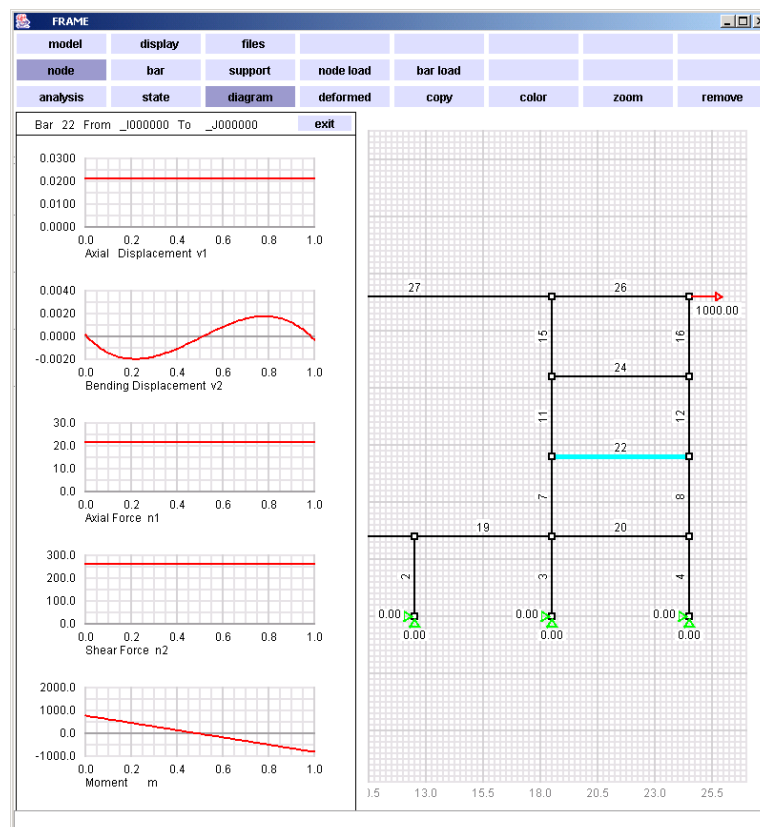 FRAME
model display files
node bar support node load bar load
analysis state diagram deformed copy color zoom remove
Bar 22 From _I000000 To _J000000 exit
0.0300
0.0200
0.0100
0.0000
0.0 0.2 0.4 0.6 0.8 1.0
Axial Displacement v1
0.0040
0.0020
0.0000
-0.0020
0.0 0.2 0.4 0.6 0.8 1.0
Bending Displacement v2
30.0
20.0
10.0
0.0
0.0 0.2 0.4 0.6 0.8 1.0
Axial Force n1
300.0
200.0
100.0
0.0
0.0 0.2 0.4 0.6 0.8 1.0
Shear Force n2
2000.0
1000.0
0.0
-1000.0
0.0 0.2 0.4 0.6 0.8 1.0
Moment m
27 26
1000.00
15 16
24
11 12
22
7 8
19 20
2 3 4
0.00 0.00 0.00
0.00 0.00 0.00
0.5 13.0 15.5 18.0 20.5 23.0 25.5